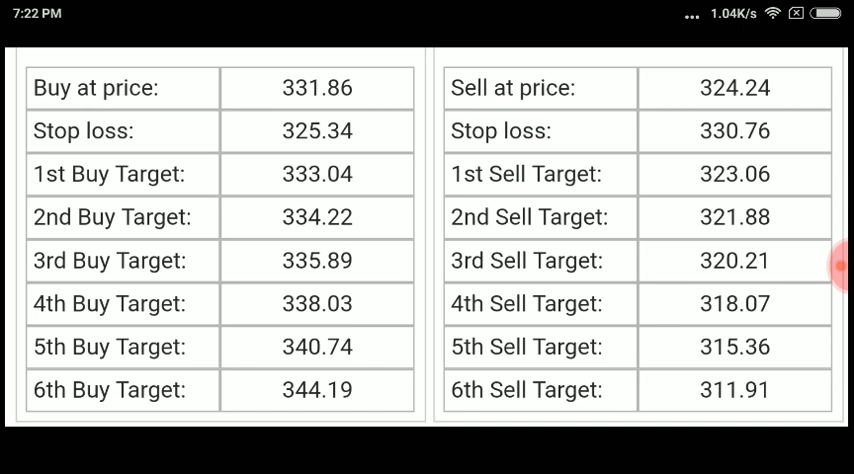 7:22 PM ... 1.04K/s
Buy at price: 331.86
Stop loss: 325.34
1st Buy Target: 333.04
2nd Buy Target: 334.22
3rd Buy Target: 335.89
4th Buy Target: 338.03
5th Buy Target: 340.74
6th Buy Target: 344.19
Sell at price: 324.24
Stop loss: 330.76
1st Sell Target: 323.06
2nd Sell Target: 321.88
3rd Sell Target: 320.21
4th Sell Target: 318.07
5th Sell Target: 315.36
6th Sell Target: 311.91